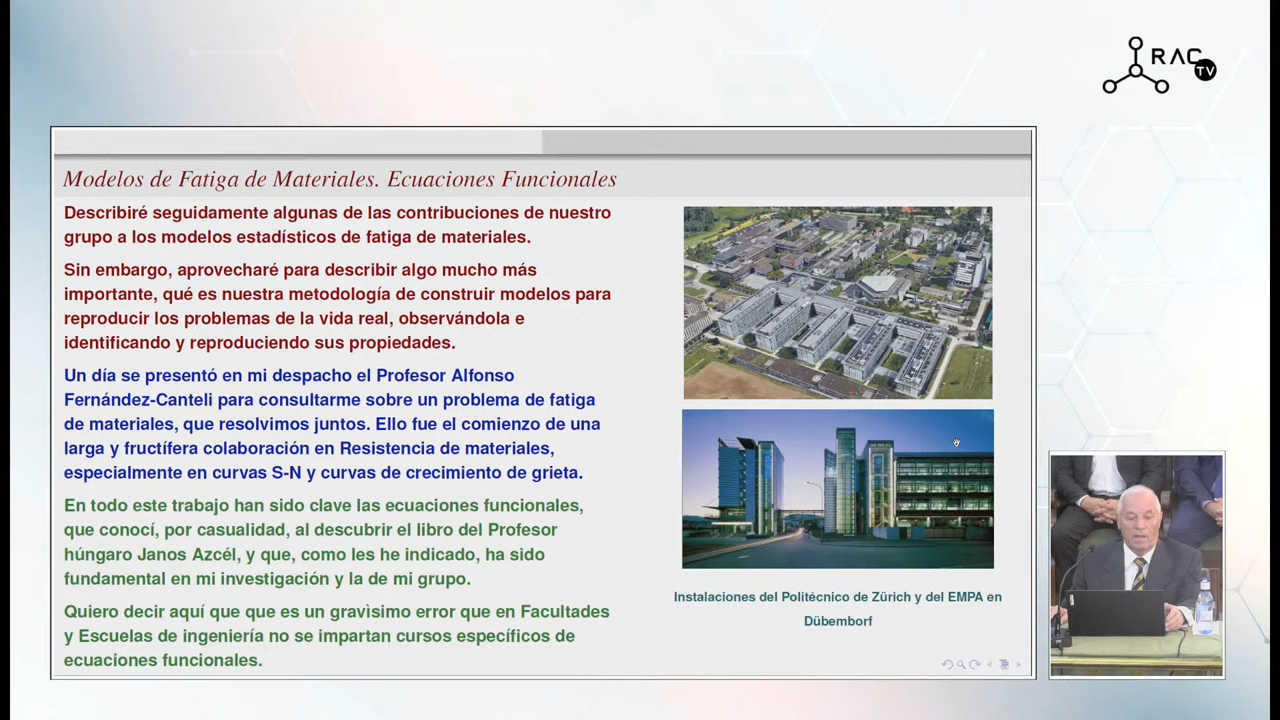 RAC
TV
Modelos de Fatiga de Materiales. Ecuaciones Funcionales
Describiré seguidamente algunas de las contribuciones de nuestro
grupo a los modelos estadísticos de fatiga de materiales.
Sin embargo, aprovecharé para describir algo mucho más
importante, qué es nuestra metodología de construir modelos para
reproducir los problemas de la vida real, observándola e
identificando y reproduciendo sus propiedades.
Un día se presentó en mi despacho el Profesor Alfonso
Fernández-Canteli para consultarme sobre un problema de fatiga
de materiales, que resolvimos juntos. Ello fue el comienzo de una
larga y fructífera colaboración en Resistencia de materiales,
especialmente en curvas S-N y curvas de crecimiento de grieta.
En todo este trabajo han sido clave las ecuaciones funcionales,
que conocí, por casualidad, al descubrir el libro del Profesor
húngaro Janos Azcél, y que, como les he indicado, ha sido
fundamental en mi investigación y la de mi grupo.
Quiero decir aquí que que es un gravìsimo error que en Facultades
y Escuelas de ingeniería no se impartan cursos específicos de
ecuaciones funcionales.
Instalaciones del Politécnico de Zürich y del EMPA en
Dübemborf